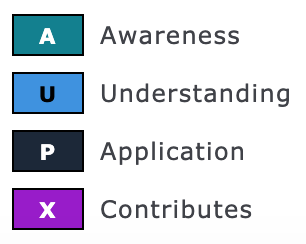 A Awareness
U Understanding
P Application
X Contributes